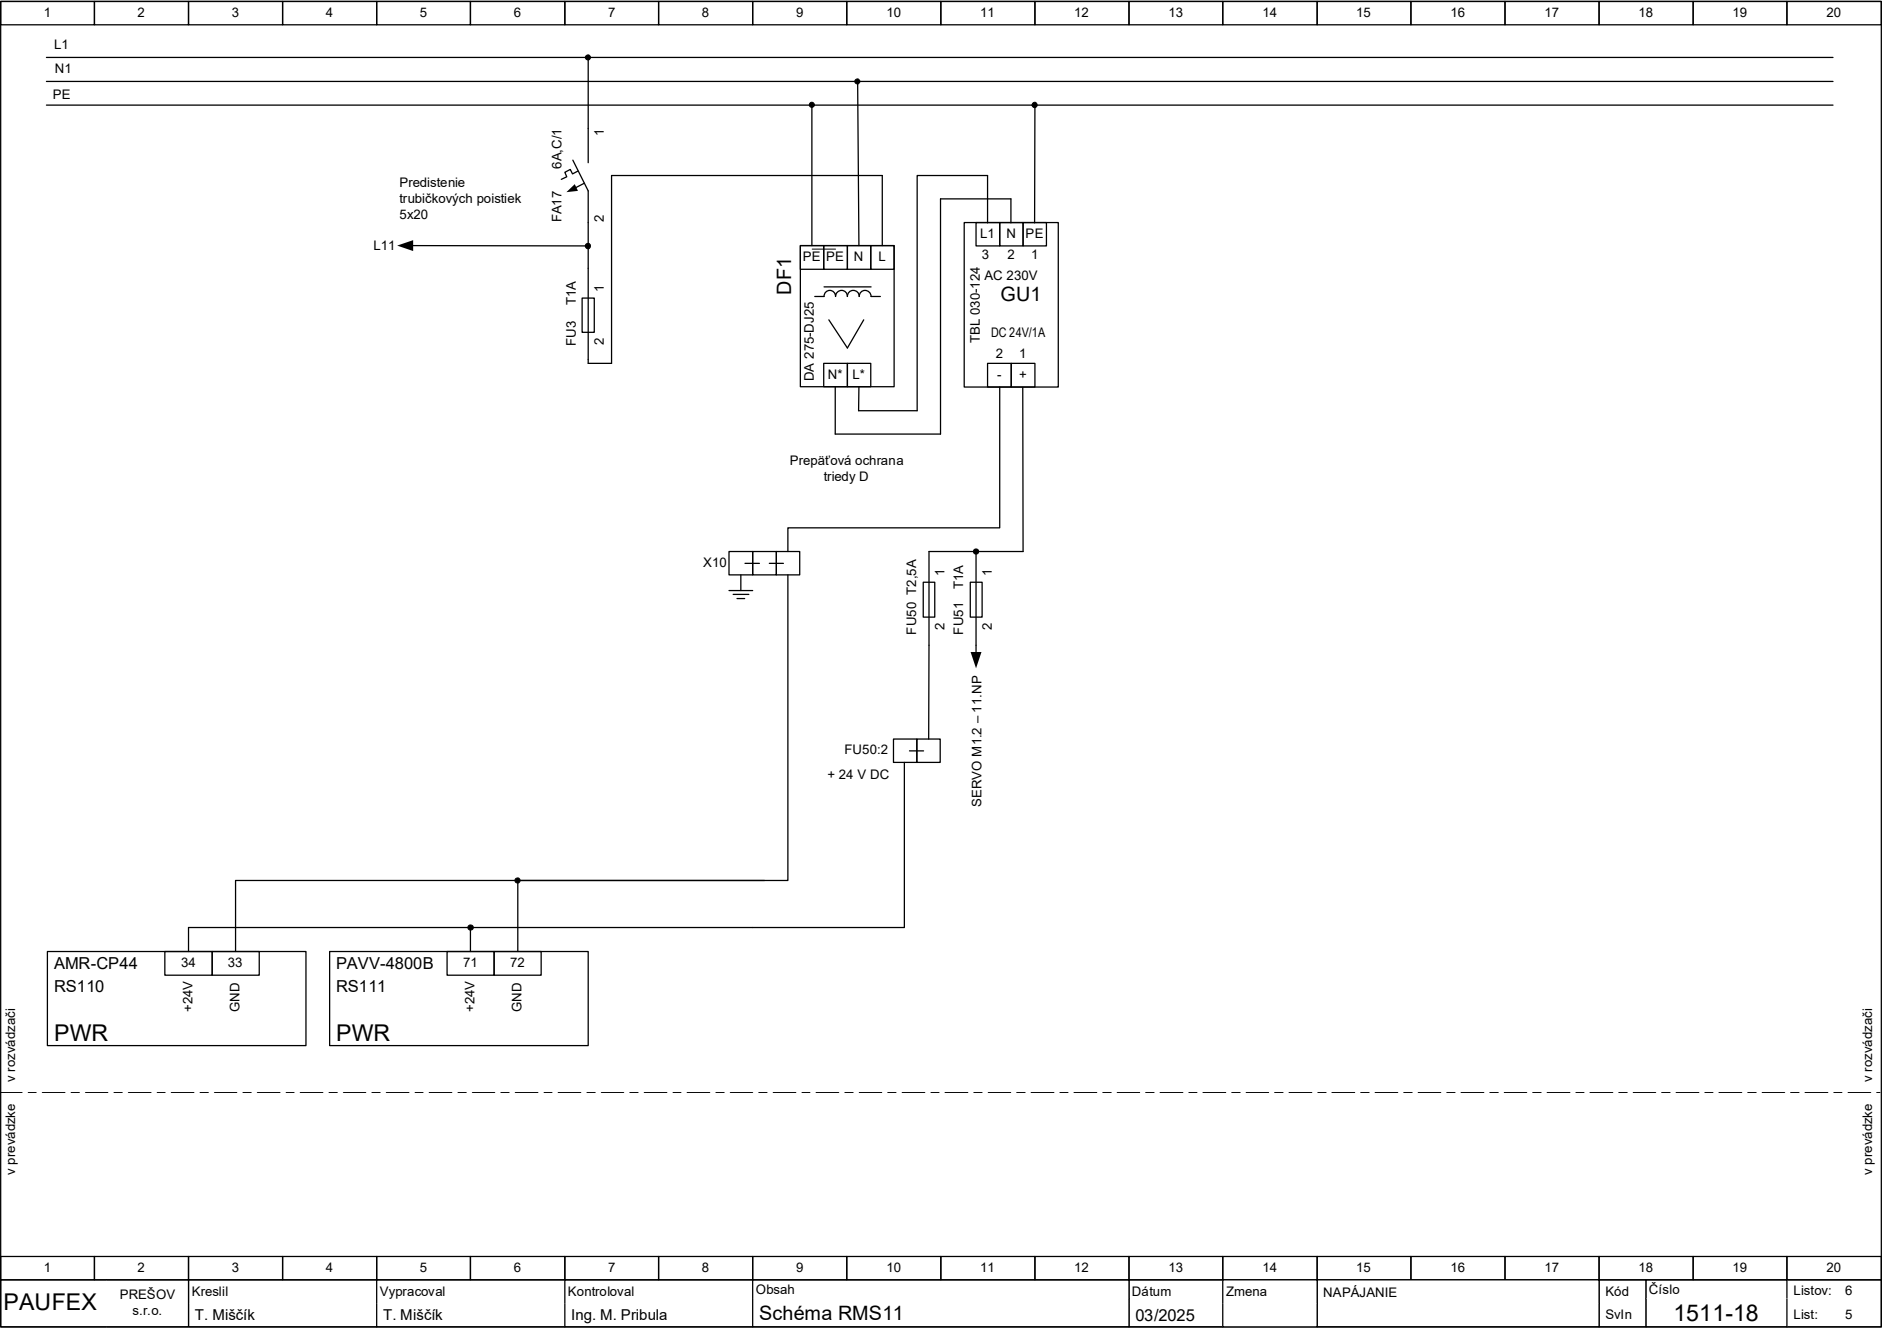 1 2 3 4 5 6 7 8 9 10 11 12 13 14 15 16 17 18 19 20
L1
N1
PE
1
6A,C/1
FA17
2
Predistenie
trubičkových poistiek
5x20
L11
1
T1A
FU3
2
DF1
PE PE N L
DA 275-DJ25
N* L*
Prepäťová ochrana
triedy D
L1 N PE
3 2 1
AC 230V
GU1
TBL 030-124
DC 24V/1A
2 1
- +
X10
FU50 T2,5A
1
2
FU51 T1A
1
2
SERVO M1.2 – 11.NP
FU50:2
+ 24 V DC
AMR-CP44 34 33
RS110
+24V
GND
PWR
PAVV-4800B 71 72
RS111
+24V
GND
PWR
v rozvádzači
v rozvádzači
v prevádzke
v prevádzke
1 2 3 4 5 6 7 8 9 10 11 12 13 14 15 16 17 18 19 20
PAUFEX
PREŠOV
s.r.o.
Kreslil
T. Miščík
Vypracoval
T. Miščík
Kontroloval
Ing. M. Pribula
Obsah
Schéma RMS11
Dátum
03/2025
Zmena
NAPÁJANIE
Kód
Svln
Číslo
1511-18
Listov: 6
List: 5